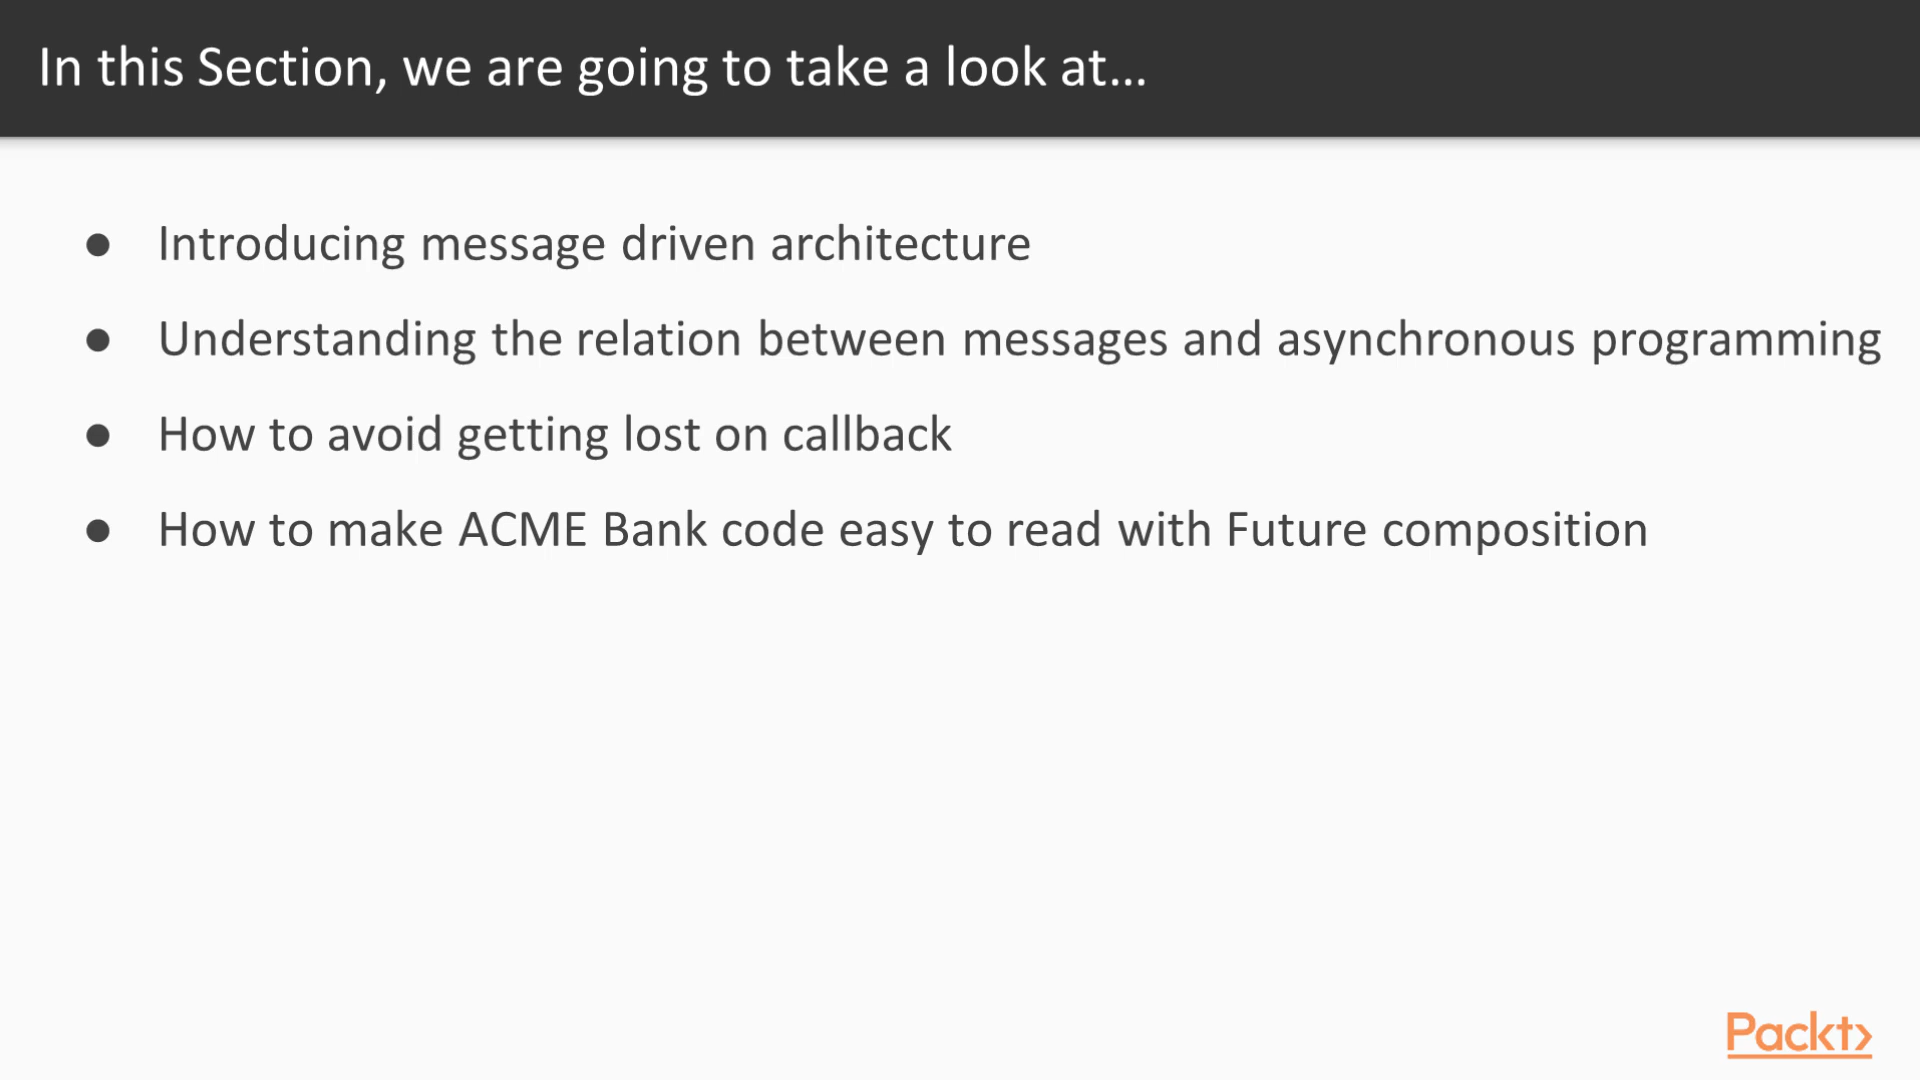 In this Section, we are going to take a look at...
● Introducing message driven architecture
● Understanding the relation between messages and asynchronous programming
● How to avoid getting lost on callback
● How to make ACME Bank code easy to read with Future composition
Packt>